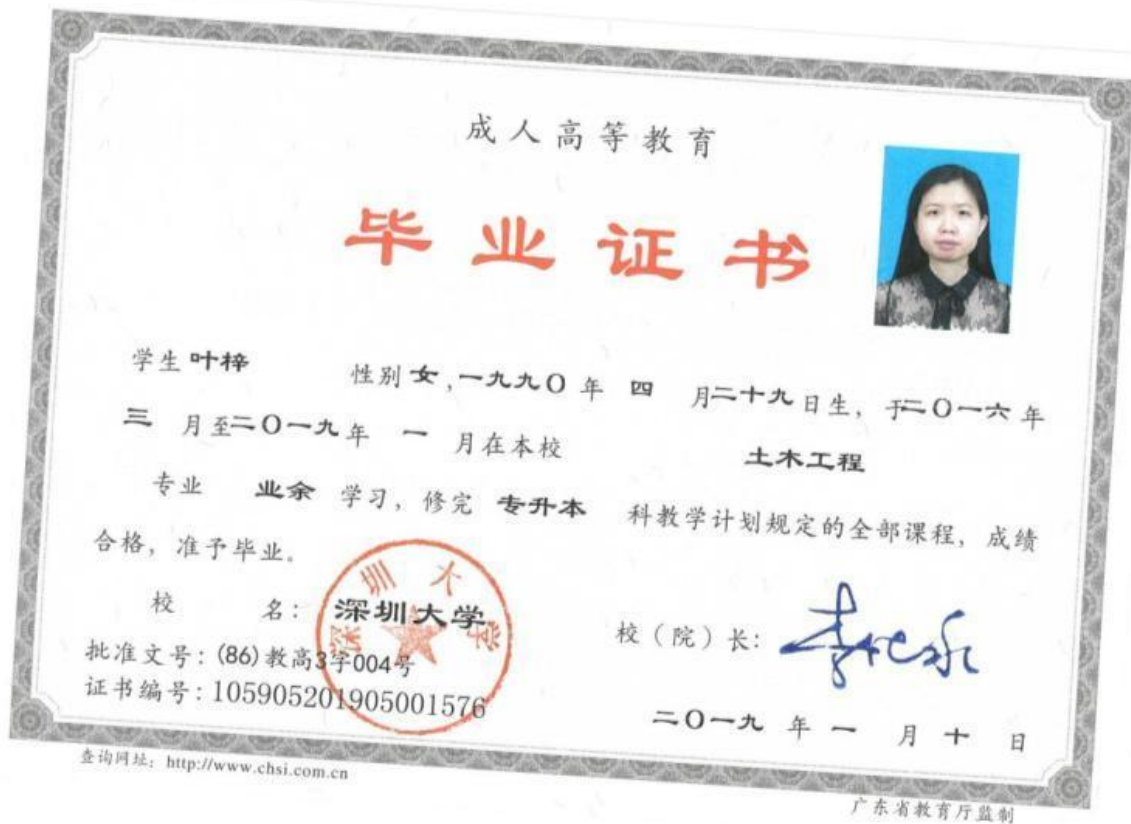 成人高等教育
毕业证书
学生 叶梓 性别 女,一九九〇 年 四 月二十九日生, 于二〇一六 年
三 月至二〇一九年 一 月在本校 土木工程
专业 业余 学习, 修完 专升本 科教学计划规定的全部课程, 成绩
合格, 准予毕业。
校 名: 深圳大学
深圳大学
校(院)长:
批准文号: (86)教高3字004号
证书编号: 105905201905001576
二〇一九 年 一 月 十 日
查询网址: http://www.chsi.com.cn
广东省教育厅监制